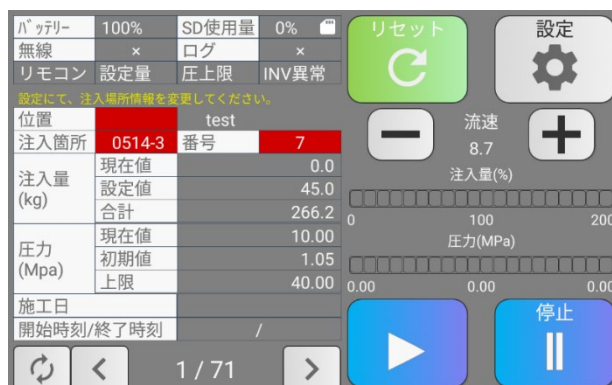 バッテリー 100% SD使用量 0%
無線 × ログ ×
リモコン 設定量 圧上限 INV異常
設定にて、注入場所情報を変更してください。
位置 test
注入箇所 0514-3 番号 7
注入量
(kg)
現在値 0.0
設定値 45.0
合計 266.2
圧力
(Mpa)
現在値 10.00
初期値 1.05
上限 40.00
施工日
開始時刻/終了時刻 /
1 / 71
リセット
設定
流速
8.7
注入量(%)
0 100 200
圧力(MPa)
0.00 0.00 0.00
停止